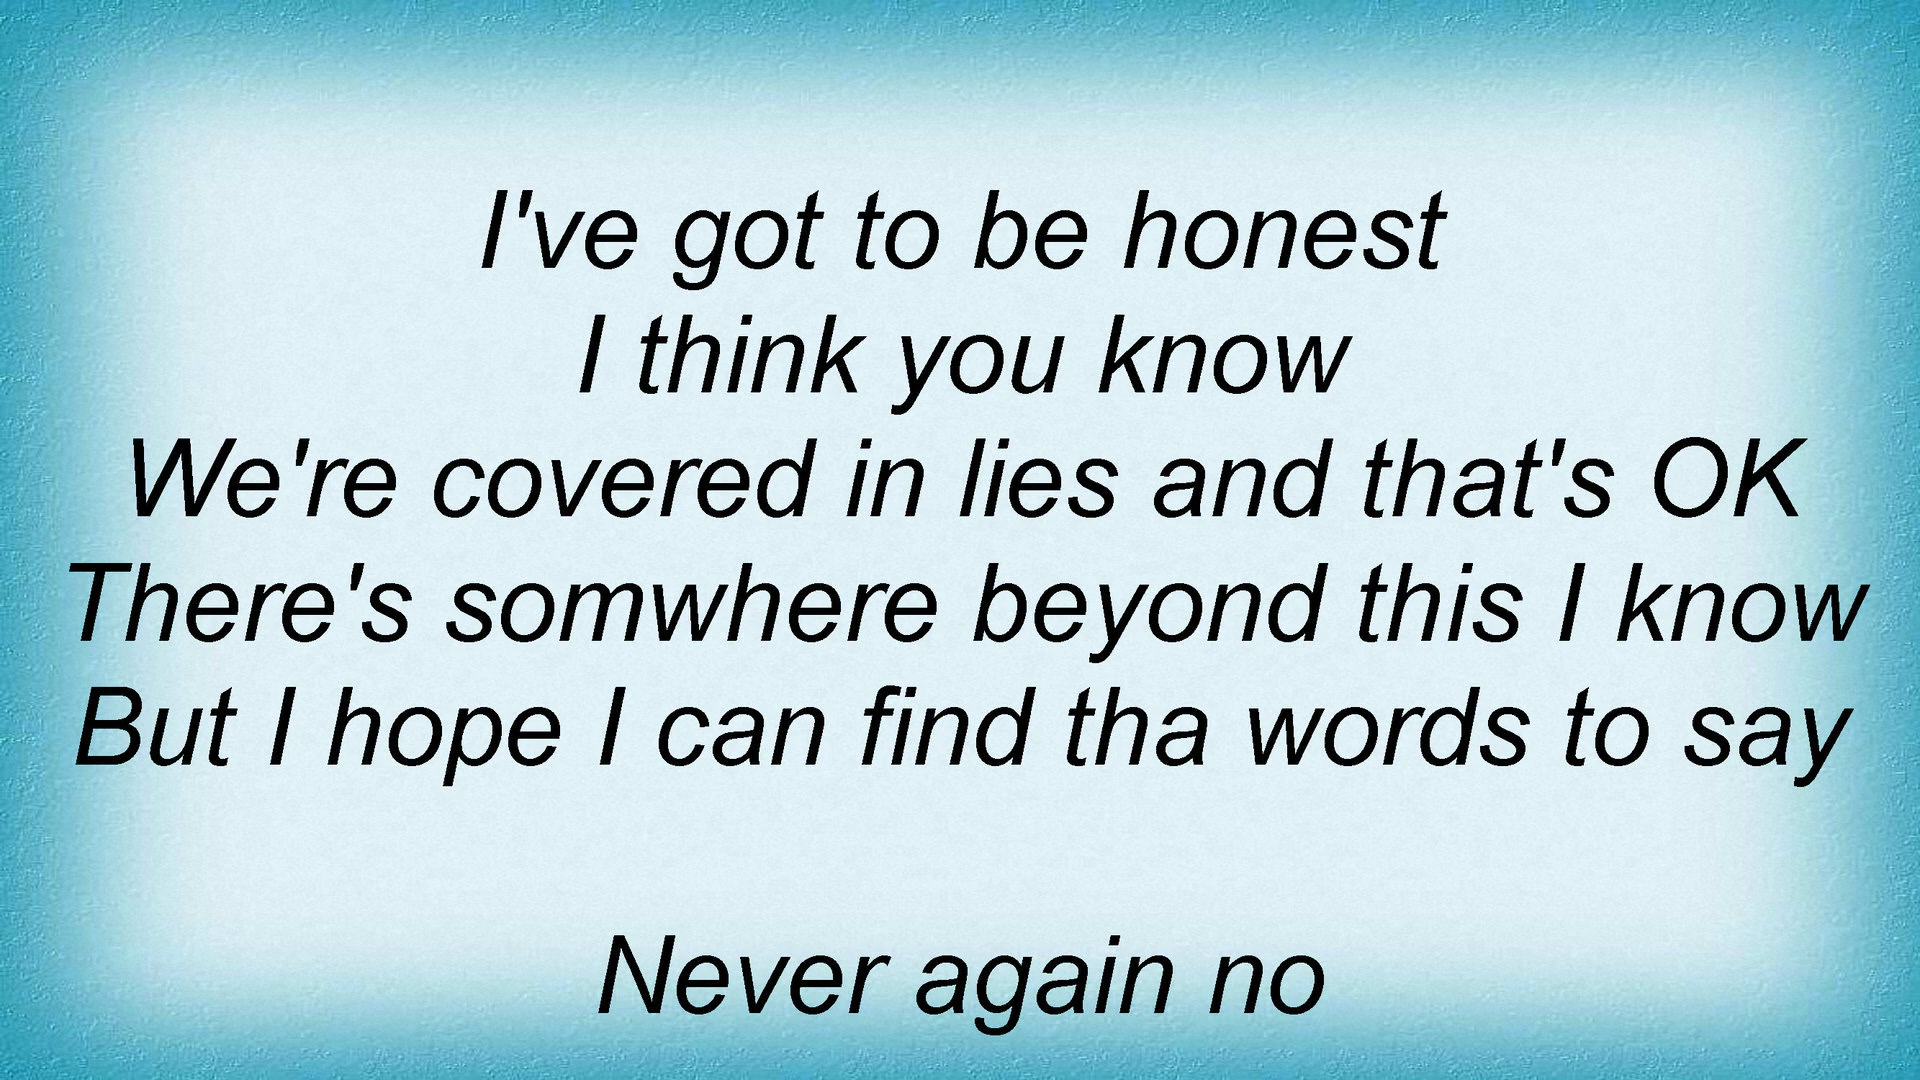 I've got to be honest
I think you know
We're covered in lies and that's OK
There's somwhere beyond this I know
But I hope I can find tha words to say
Never again no